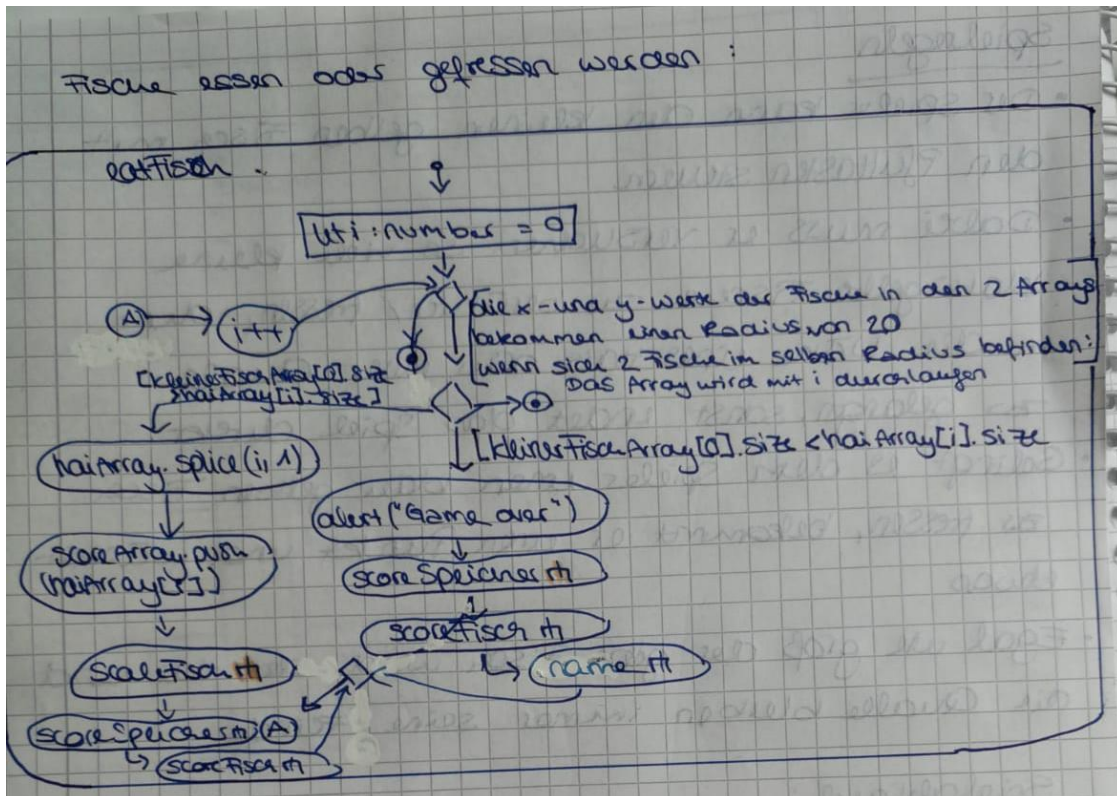 Fische essen oder gefressen werden :
eatFisch .
let i : number = 0
A
i++
[die x-und y-Werte der Fische in den 2 Arrays
bekommen einen Radius von 20
wenn sich 2 Fische im selben Radius befinden:
Das Array wird mit i durchlaufen
[kleinerFischArray[0].size
>haiArray[i].size]
[kleinerFischArray[0].size <haiArray[i].size
haiArray.splice(i,1)
scoreArray.push
(haiArray[i])
scaleFisch
scoreSpeicher
A
scoreFisch
alert("Game over")
scoreSpeicher
scoreFisch
name